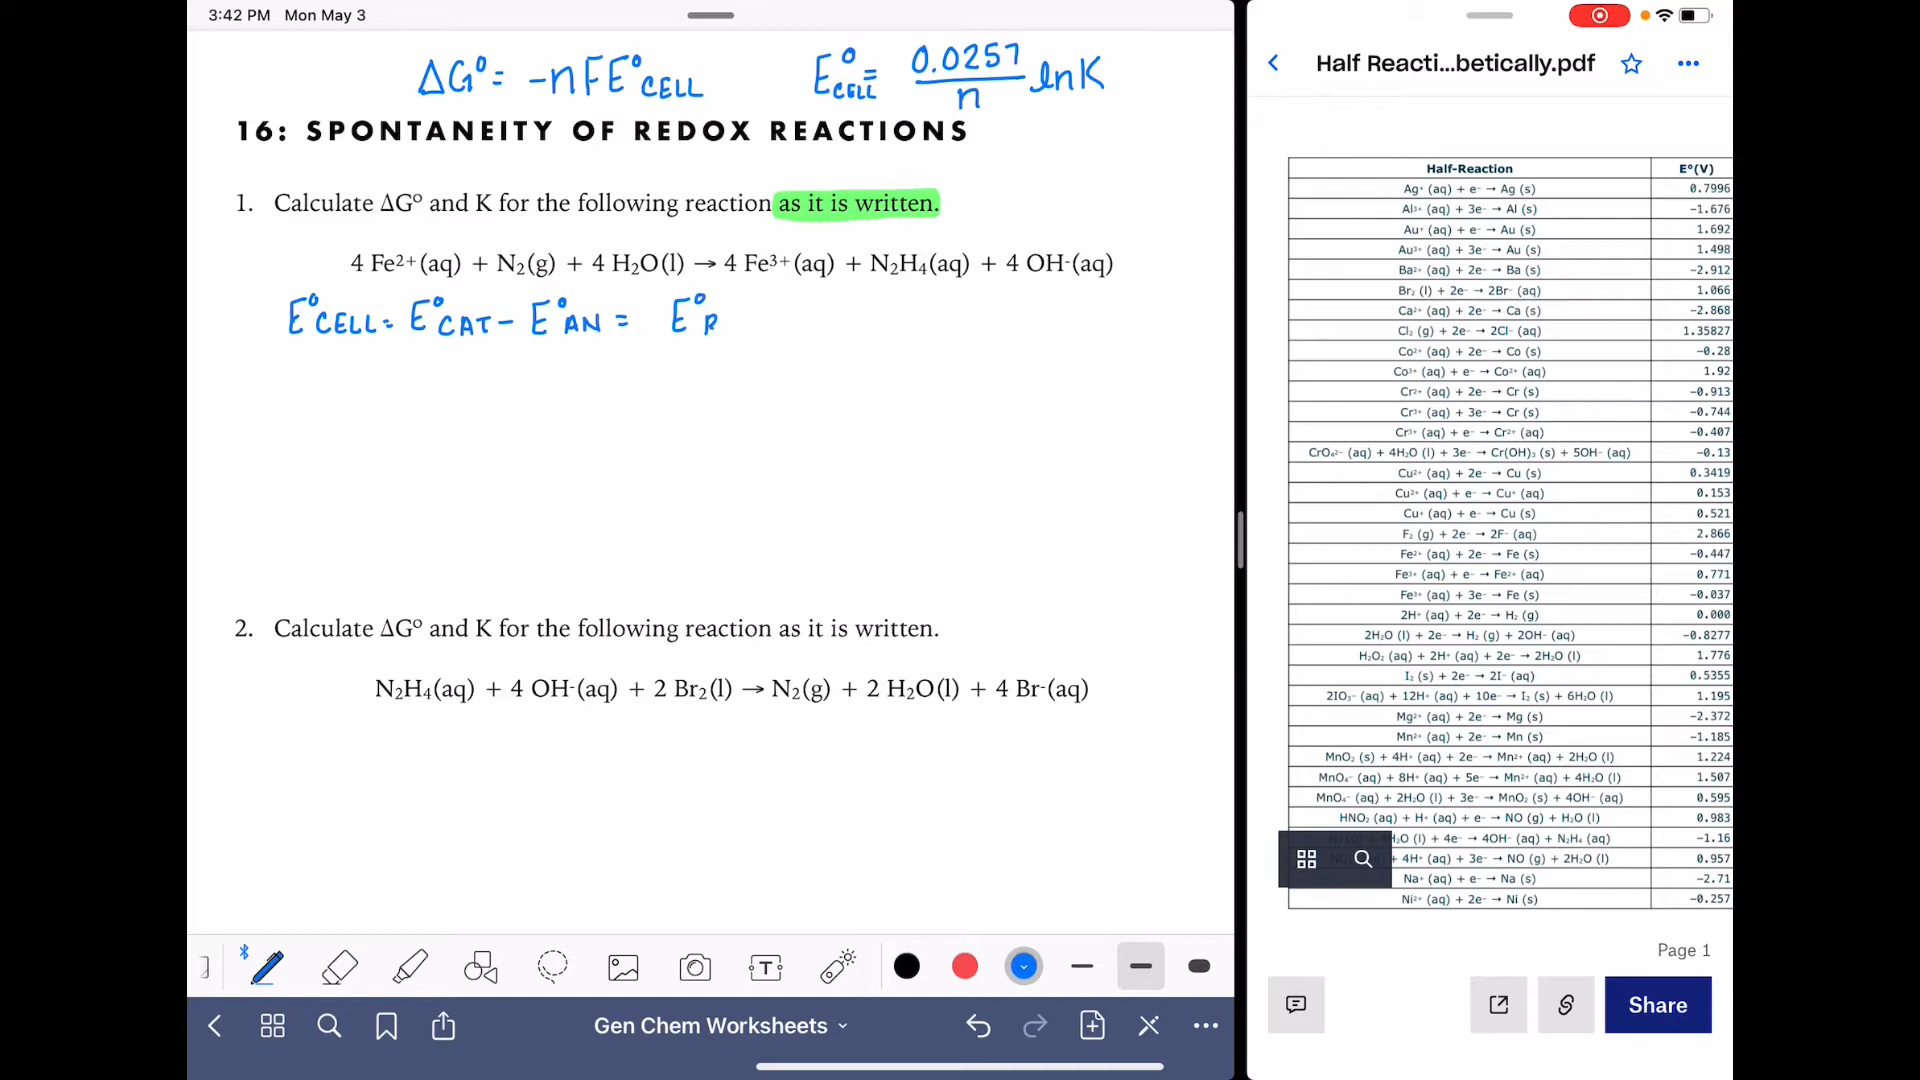 3:42 PM Mon May 3
ΔG° = -nFE°CELL
E°CELL = 0.0257/n lnK
16: SPONTANEITY OF REDOX REACTIONS
1. Calculate ΔG° and K for the following reaction as it is written.
4 Fe²⁺(aq) + N₂(g) + 4 H₂O(l) → 4 Fe³⁺(aq) + N₂H₄(aq) + 4 OH⁻(aq)
E°CELL = E°CAT - E°AN = E°R
2. Calculate ΔG° and K for the following reaction as it is written.
N₂H₄(aq) + 4 OH⁻(aq) + 2 Br₂(l) → N₂(g) + 2 H₂O(l) + 4 Br⁻(aq)
T
Gen Chem Worksheets
Half Reacti...betically.pdf
Half-Reaction E°(V)
Ag⁺ (aq) + e⁻ → Ag (s) 0.7996
Al³⁺ (aq) + 3e⁻ → Al (s) -1.676
Au⁺ (aq) + e⁻ → Au (s) 1.692
Au³⁺ (aq) + 3e⁻ → Au (s) 1.498
Ba²⁺ (aq) + 2e⁻ → Ba (s) -2.912
Br₂ (l) + 2e⁻ → 2Br⁻ (aq) 1.066
Ca²⁺ (aq) + 2e⁻ → Ca (s) -2.868
Cl₂ (g) + 2e⁻ → 2Cl⁻ (aq) 1.35827
Co²⁺ (aq) + 2e⁻ → Co (s) -0.28
Co³⁺ (aq) + e⁻ → Co²⁺ (aq) 1.92
Cr²⁺ (aq) + 2e⁻ → Cr (s) -0.913
Cr³⁺ (aq) + 3e⁻ → Cr (s) -0.744
Cr³⁺ (aq) + e⁻ → Cr²⁺ (aq) -0.407
CrO₄²⁻ (aq) + 4H₂O (l) + 3e⁻ → Cr(OH)₃ (s) + 5OH⁻ (aq) -0.13
Cu²⁺ (aq) + 2e⁻ → Cu (s) 0.3419
Cu²⁺ (aq) + e⁻ → Cu⁺ (aq) 0.153
Cu⁺ (aq) + e⁻ → Cu (s) 0.521
F₂ (g) + 2e⁻ → 2F⁻ (aq) 2.866
Fe²⁺ (aq) + 2e⁻ → Fe (s) -0.447
Fe³⁺ (aq) + e⁻ → Fe²⁺ (aq) 0.771
Fe³⁺ (aq) + 3e⁻ → Fe (s) -0.037
2H⁺ (aq) + 2e⁻ → H₂ (g) 0.000
2H₂O (l) + 2e⁻ → H₂ (g) + 2OH⁻ (aq) -0.8277
H₂O₂ (aq) + 2H⁺ (aq) + 2e⁻ → 2H₂O (l) 1.776
I₂ (s) + 2e⁻ → 2I⁻ (aq) 0.5355
2IO₃⁻ (aq) + 12H⁺ (aq) + 10e⁻ → I₂ (s) + 6H₂O (l) 1.195
Mg²⁺ (aq) + 2e⁻ → Mg (s) -2.372
Mn²⁺ (aq) + 2e⁻ → Mn (s) -1.185
MnO₂ (s) + 4H⁺ (aq) + 2e⁻ → Mn²⁺ (aq) + 2H₂O (l) 1.224
MnO₄⁻ (aq) + 8H⁺ (aq) + 5e⁻ → Mn²⁺ (aq) + 4H₂O (l) 1.507
MnO₄⁻ (aq) + 2H₂O (l) + 3e⁻ → MnO₂ (s) + 4OH⁻ (aq) 0.595
HNO₂ (aq) + H⁺ (aq) + e⁻ → NO (g) + H₂O (l) 0.983
(l) + 4e⁻ → 4OH⁻ (aq) + N₂H₄ (aq) -1.16
+ 4H⁺ (aq) + 3e⁻ → NO (g) + 2H₂O (l) 0.957
Na⁺ (aq) + e⁻ → Na (s) -2.71
Ni²⁺ (aq) + 2e⁻ → Ni (s) -0.257
Page 1
Share